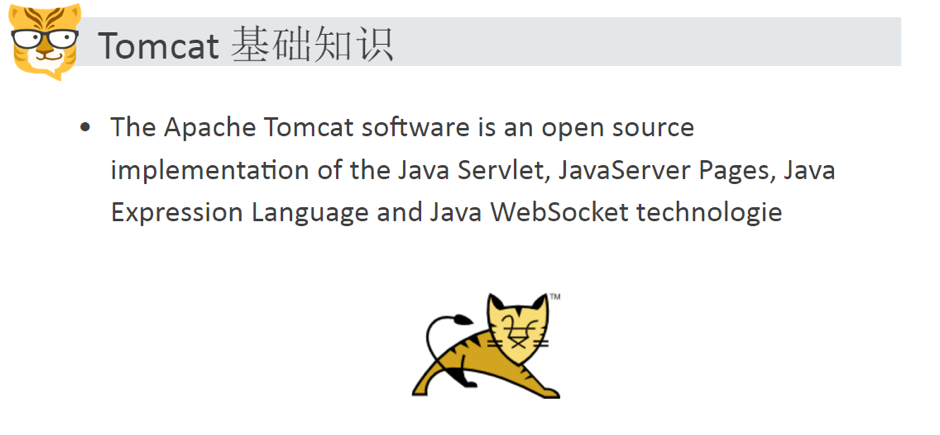 Tomcat 基础知识
• The Apache Tomcat software is an open source
implementation of the Java Servlet, JavaServer Pages, Java
Expression Language and Java WebSocket technologie
TM